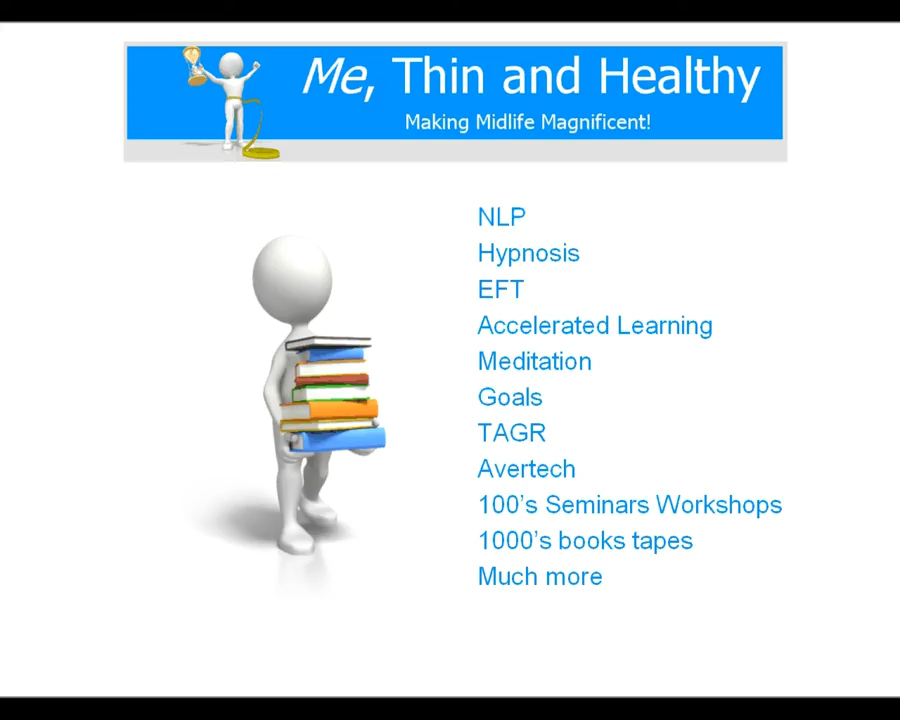 Me, Thin and Healthy
Making Midlife Magnificent!
NLP
Hypnosis
EFT
Accelerated Learning
Meditation
Goals
TAGR
Avertech
100’s Seminars Workshops
1000’s books tapes
Much more